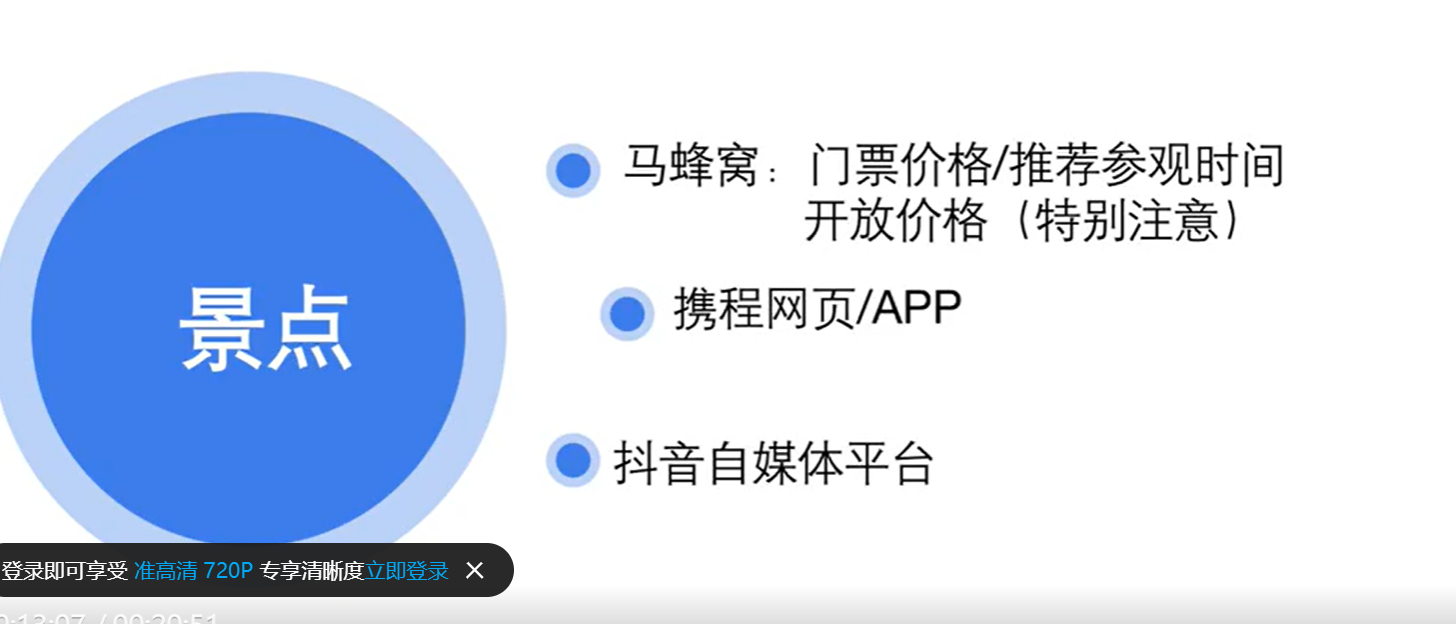 景点
马蜂窝：门票价格/推荐参观时间
开放价格（特别注意）
携程网页/APP
抖音自媒体平台
登录即可享受 准高清 720P 专享清晰度立即登录
0:13:07 / 00:20:51